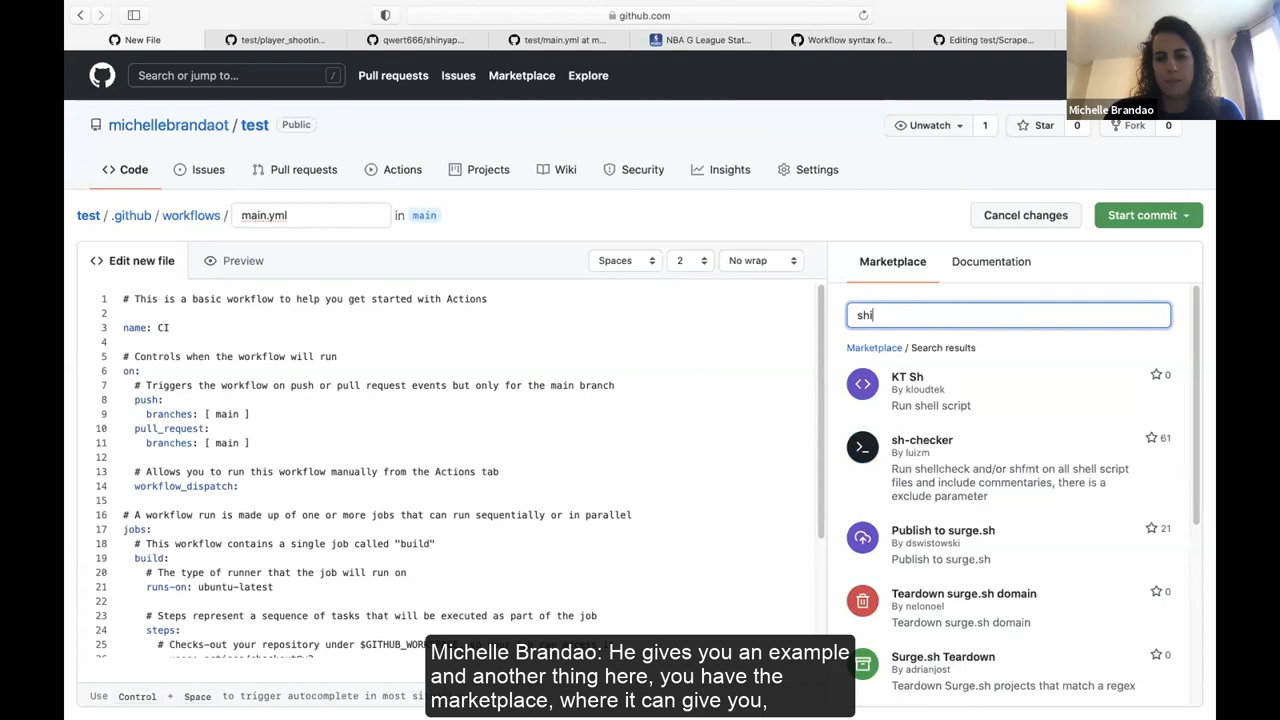 github.com
New File
test/player_shootin...
qwert666/shinyap...
test/main.yml at m...
NBA G League Stat...
Workflow syntax fo...
Editing test/Scrape...
Search or jump to...
/
Pull requests
Issues
Marketplace
Explore
Michelle Brandao
michellebrandaot / test
Public
Unwatch
1
Star
0
Fork
0
Code
Issues
Pull requests
Actions
Projects
Wiki
Security
Insights
Settings
test / .github / workflows / main.yml in main
Cancel changes
Start commit
Edit new file
Preview
Spaces
2
No wrap
1 # This is a basic workflow to help you get started with Actions
2
3 name: CI
4
5 # Controls when the workflow will run
6 on:
7 # Triggers the workflow on push or pull request events but only for the main branch
8 push:
9 branches: [ main ]
10 pull_request:
11 branches: [ main ]
12
13 # Allows you to run this workflow manually from the Actions tab
14 workflow_dispatch:
15
16 # A workflow run is made up of one or more jobs that can run sequentially or in parallel
17 jobs:
18 # This workflow contains a single job called "build"
19 build:
20 # The type of runner that the job will run on
21 runs-on: ubuntu-latest
22
23 # Steps represent a sequence of tasks that will be executed as part of the job
24 steps:
25 # Checks-out your repository under
Use Control + Space to trigger autocomplete in most
Marketplace
Documentation
shi
Marketplace / Search results
KT Sh
0
By kloudtek
Run shell script
sh-checker
61
By luizm
Run shellcheck and/or shfmt on all shell script
files and include commentaries, there is a
exclude parameter
Publish to surge.sh
21
By dswistowski
Publish to surge.sh
Teardown surge.sh domain
0
By nelonoel
Teardown surge.sh domain
Surge.sh Teardown
0
By adrianjost
Teardown Surge.sh projects that match a regex
Michelle Brandao: He gives you an example
and another thing here, you have the
marketplace, where it can give you,